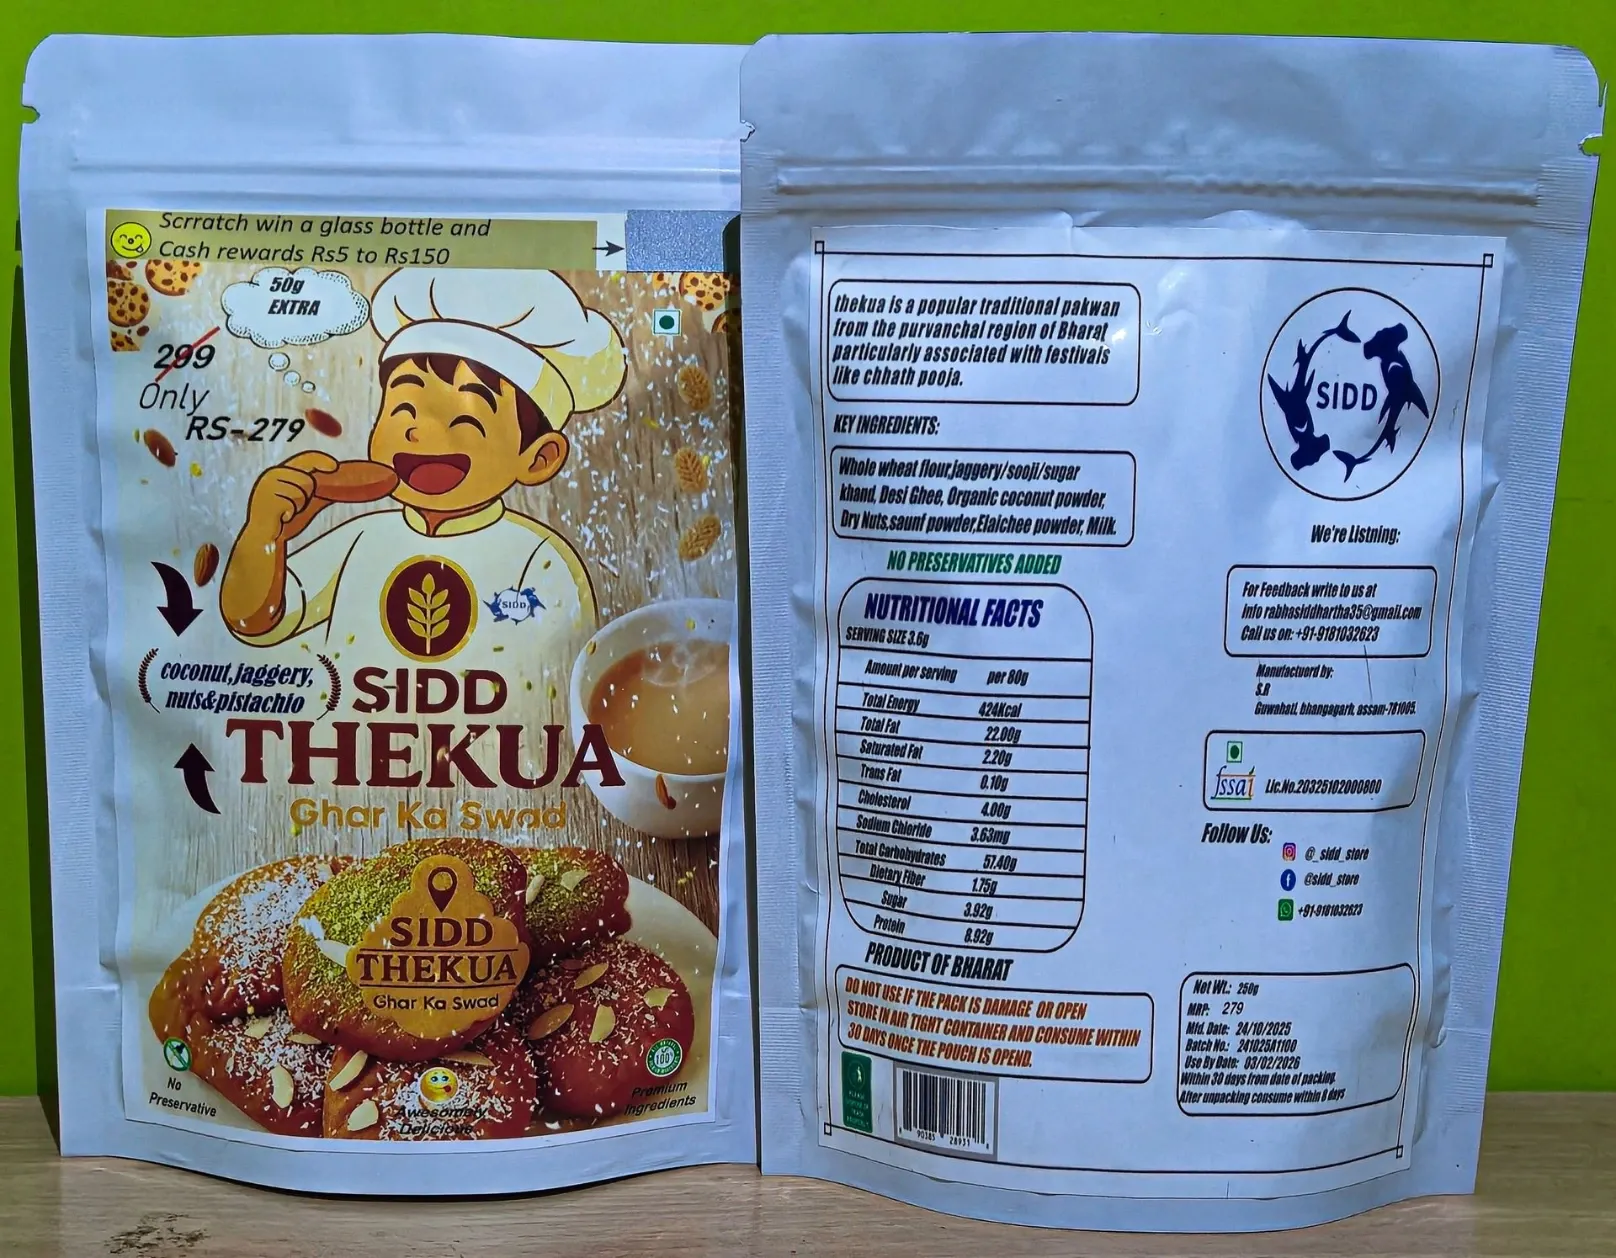 Scrratch win a glass bottle and
Cash rewards Rs5 to Rs150
50g
EXTRA
299
Only
RS-279
SIDD
coconut,jaggery,
nuts&pistachio
SIDD
THEKUA
Ghar Ka Swad
SIDD
THEKUA
Ghar Ka Swad
No
Preservative
100%
Awesomely
Delicious
Premium
Ingredients
thekua is a popular traditional pakwan
from the purvanchal region of Bharat
particularly associated with festivals
like chhath pooja.
KEY INGREDIENTS:
Whole wheat flour,jaggery/sooji/sugar
khand, Desi Ghee, Organic coconut powder,
Dry Nuts,saunf powder,Elaichee powder, Milk.
NO PRESERVATIVES ADDED
NUTRITIONAL FACTS
SERVING SIZE 3.6g
Amount per serving per 80g
Total Energy 424Kcal
Total Fat 22.00g
Saturated Fat 2.20g
Trans Fat 0.10g
Cholesterol 4.00g
Sodium Chloride 3.63mg
Total Carbohydrates 57.40g
Dietary Fiber 1.75g
Sugar 3.92g
Protein 8.92g
PRODUCT OF BHARAT
DO NOT USE IF THE PACK IS DAMAGE OR OPEN
STORE IN AIR TIGHT CONTAINER AND CONSUME WITHIN
30 DAYS ONCE THE POUCH IS OPEND.
SIDD
We're Listning:
For Feedback write to us at
info rabhasiddhartha35@gmail.com
Call us on: +91-9181032623
Manufactuerd by:
S.R
Guwahati, bhangagarh, assam-781005.
fssai
Lic.No.20325102000800
Follow Us:
@_sidd_store
@sidd_store
+91-9181032623
Net Wt.: 250g
MRP: 279
Mfd. Date: 24/10/2025
Batch No.: 241025A1100
Use By Date: 03/02/2026
Within 30 days from date of packing.
After unpacking consume within 8 days
90385 28931